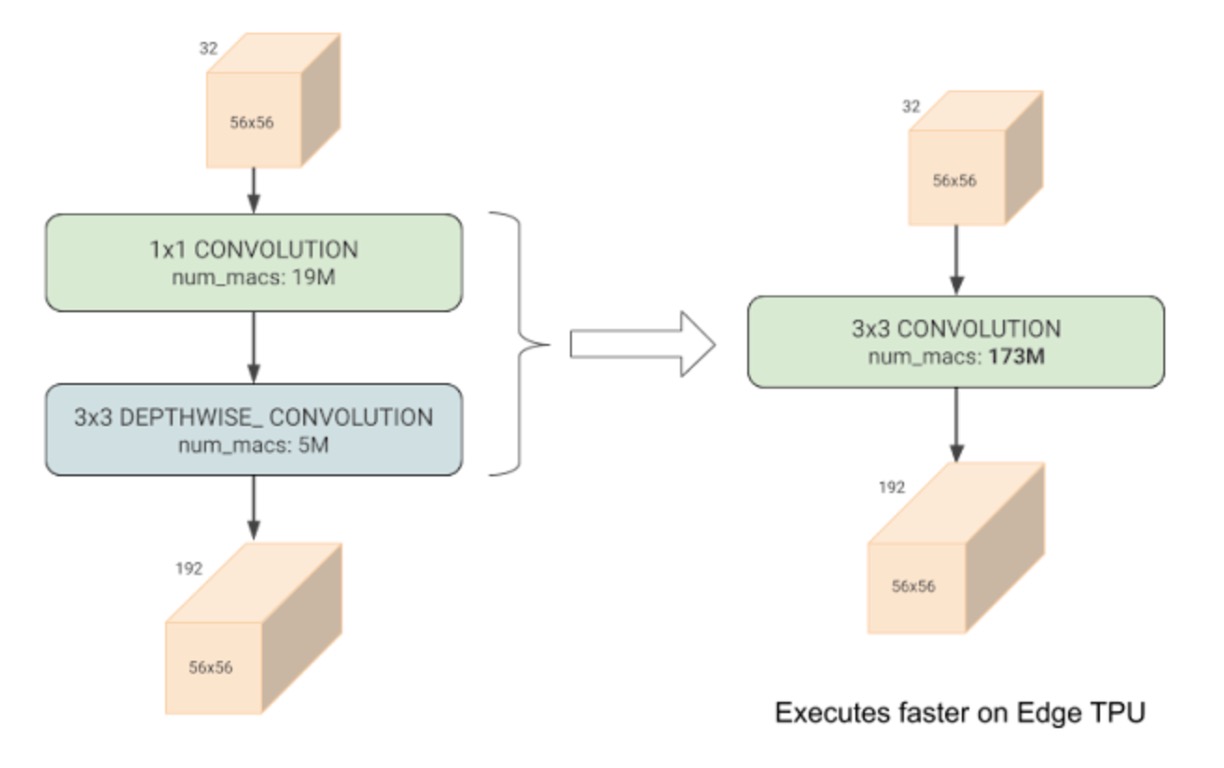 32
56x56
1x1 CONVOLUTION
num_macs: 19M
3x3 DEPTHWISE_ CONVOLUTION
num_macs: 5M
192
56x56
32
56x56
3x3 CONVOLUTION
num_macs: 173M
192
56x56
Executes faster on Edge TPU